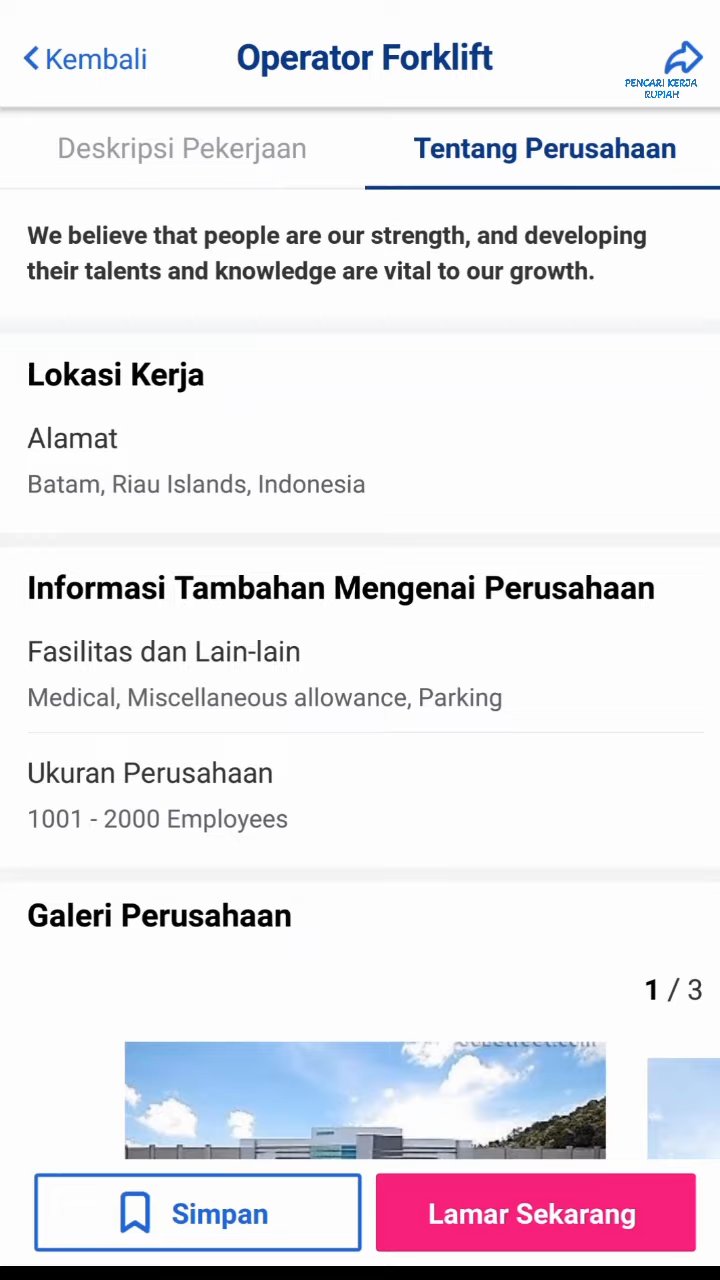 Kembali
Operator Forklift
PENCARI KERJA
RUPIAH
Deskripsi Pekerjaan
Tentang Perusahaan
We believe that people are our strength, and developing
their talents and knowledge are vital to our growth.
Lokasi Kerja
Alamat
Batam, Riau Islands, Indonesia
Informasi Tambahan Mengenai Perusahaan
Fasilitas dan Lain-lain
Medical, Miscellaneous allowance, Parking
Ukuran Perusahaan
1001 - 2000 Employees
Galeri Perusahaan
1 / 3
Simpan
Lamar Sekarang